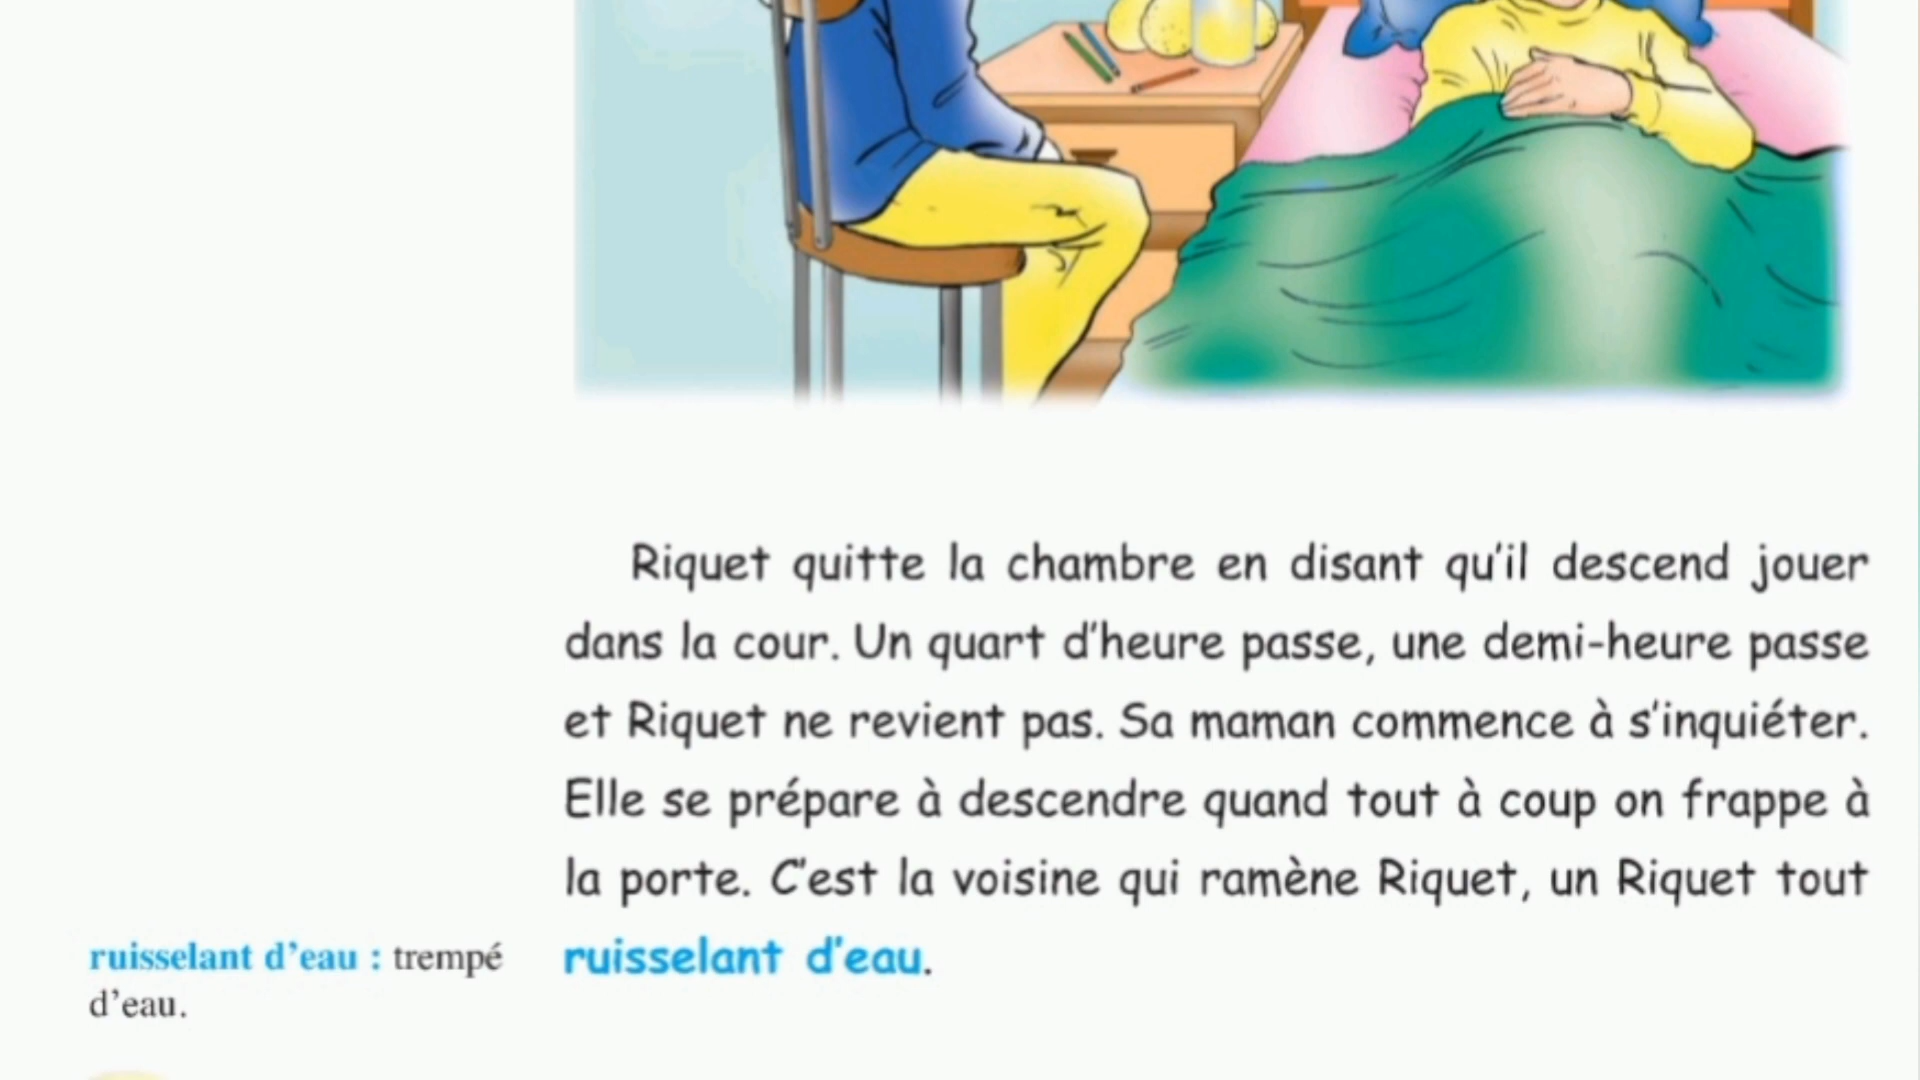 Riquet quitte la chambre en disant qu'il descend jouer
dans la cour. Un quart d'heure passe, une demi-heure passe
et Riquet ne revient pas. Sa maman commence à s'inquiéter.
Elle se prépare à descendre quand tout à coup on frappe à
la porte. C'est la voisine qui ramène Riquet, un Riquet tout
ruisselant d'eau.
ruisselant d'eau : trempé
d'eau.